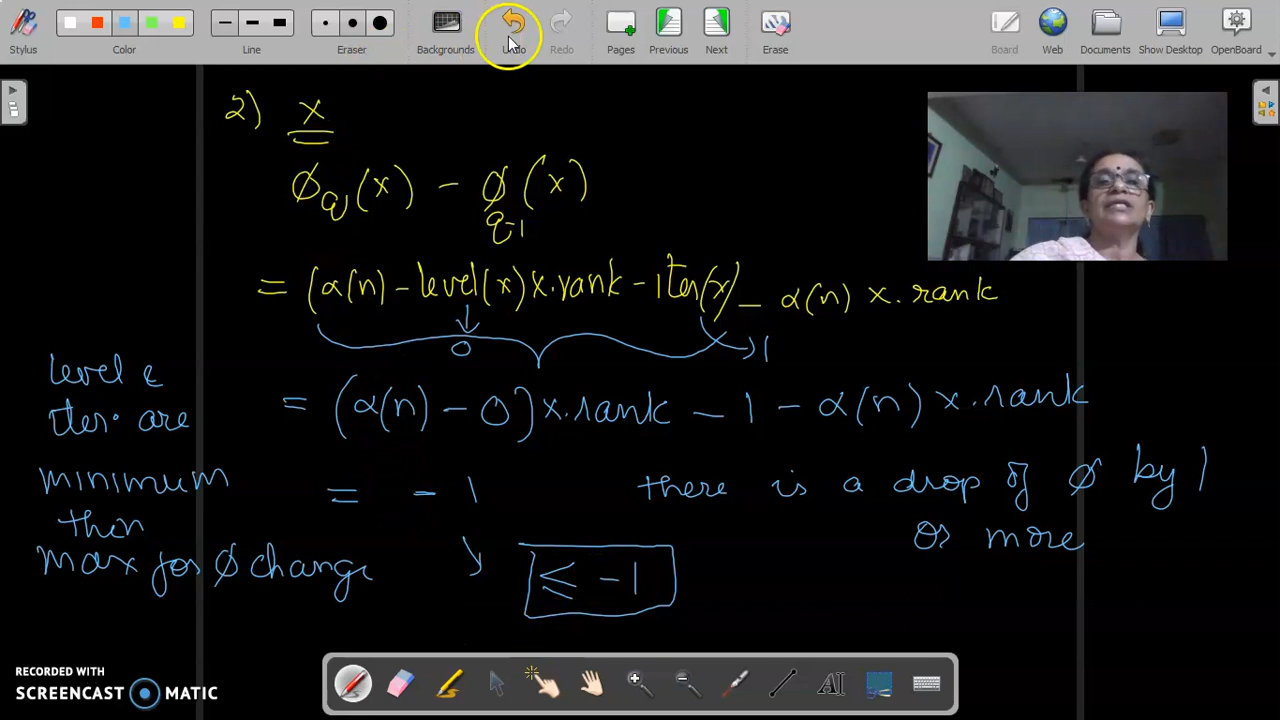 Stylus Color Line Eraser Backgrounds Undo Redo Pages Previous Next Erase Board Web Documents Show Desktop OpenBoard
2) x
φq(x) - φq-1(x)
= (α(n) - level(x) x.rank - iter(x) - α(n) x.rank
0 1
= (α(n) - 0) x.rank - 1 - α(n) x.rank
= -1 there is a drop of φ by 1
or more
≤ -1
level &
iter. are
minimum
then
max for φ change
RECORDED WITH
SCREENCAST MATIC